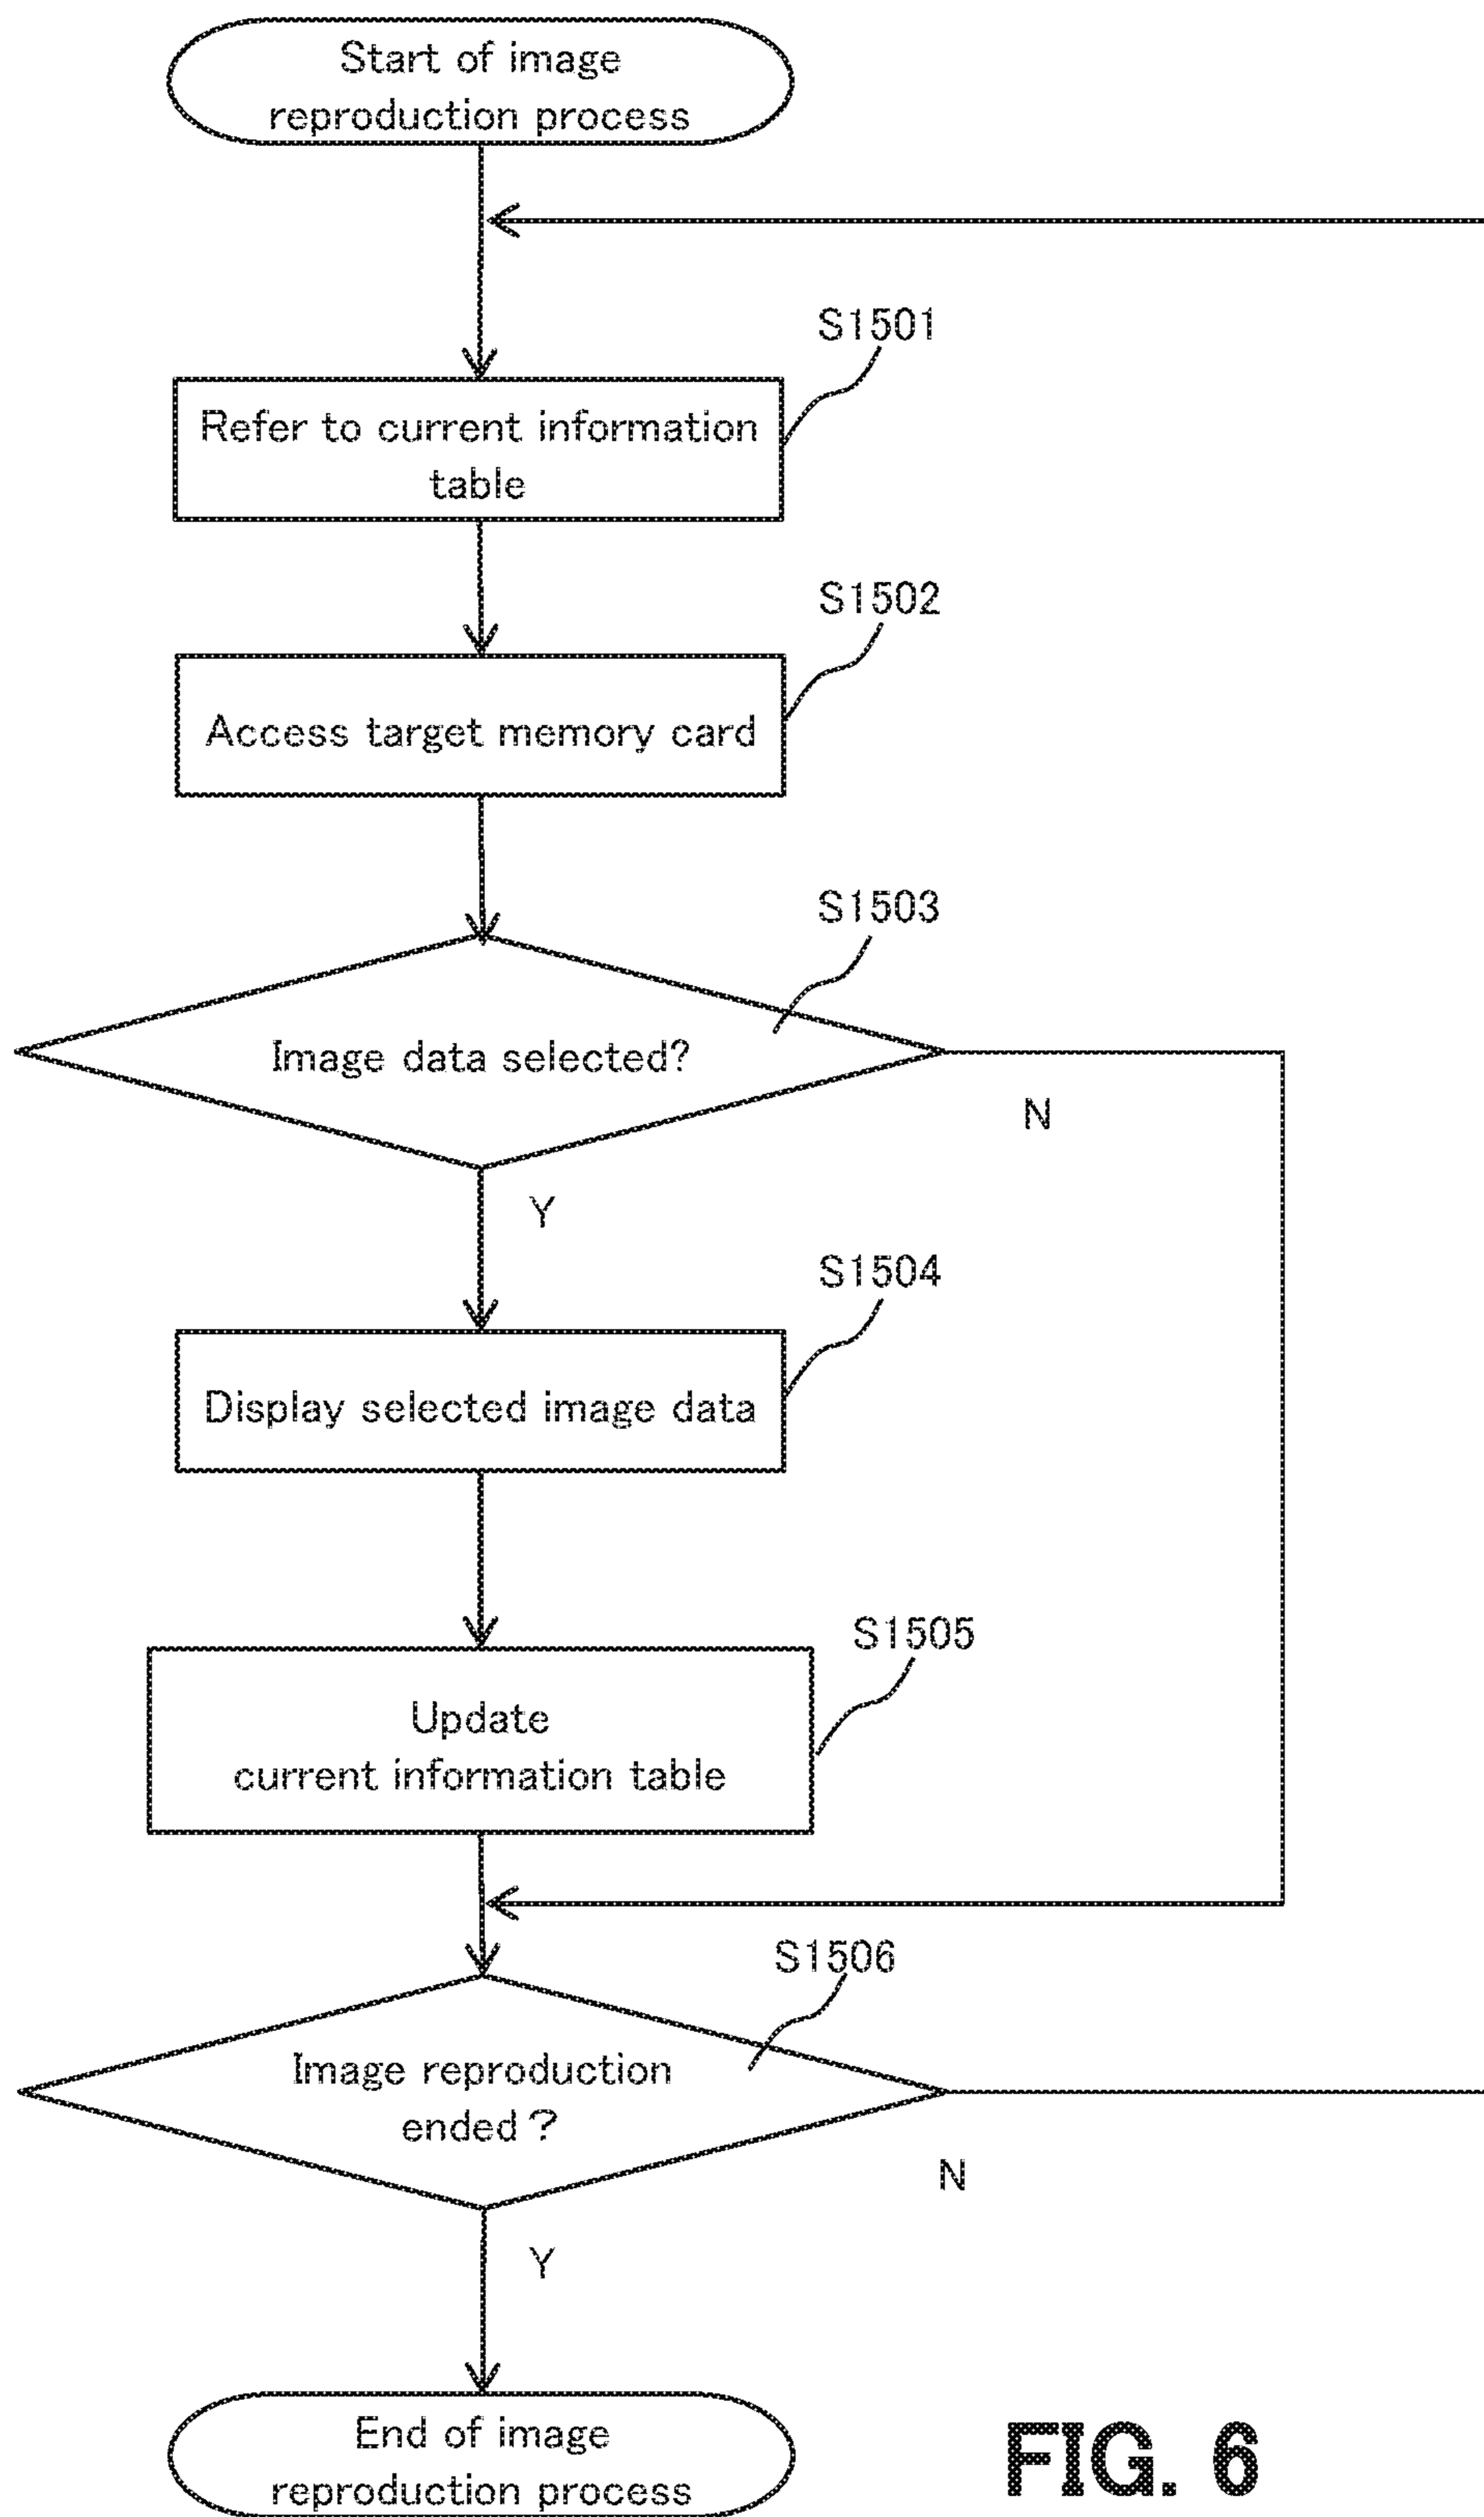 Start of image
reproduction process
S1501
Refer to current information
table
S1502
Access target memory card
S1503
Image data selected?
N
Y
S1504
Display selected image data
S1505
Update
current information table
S1506
Image reproduction
ended?
N
Y
End of image
reproduction process
FIG. 6